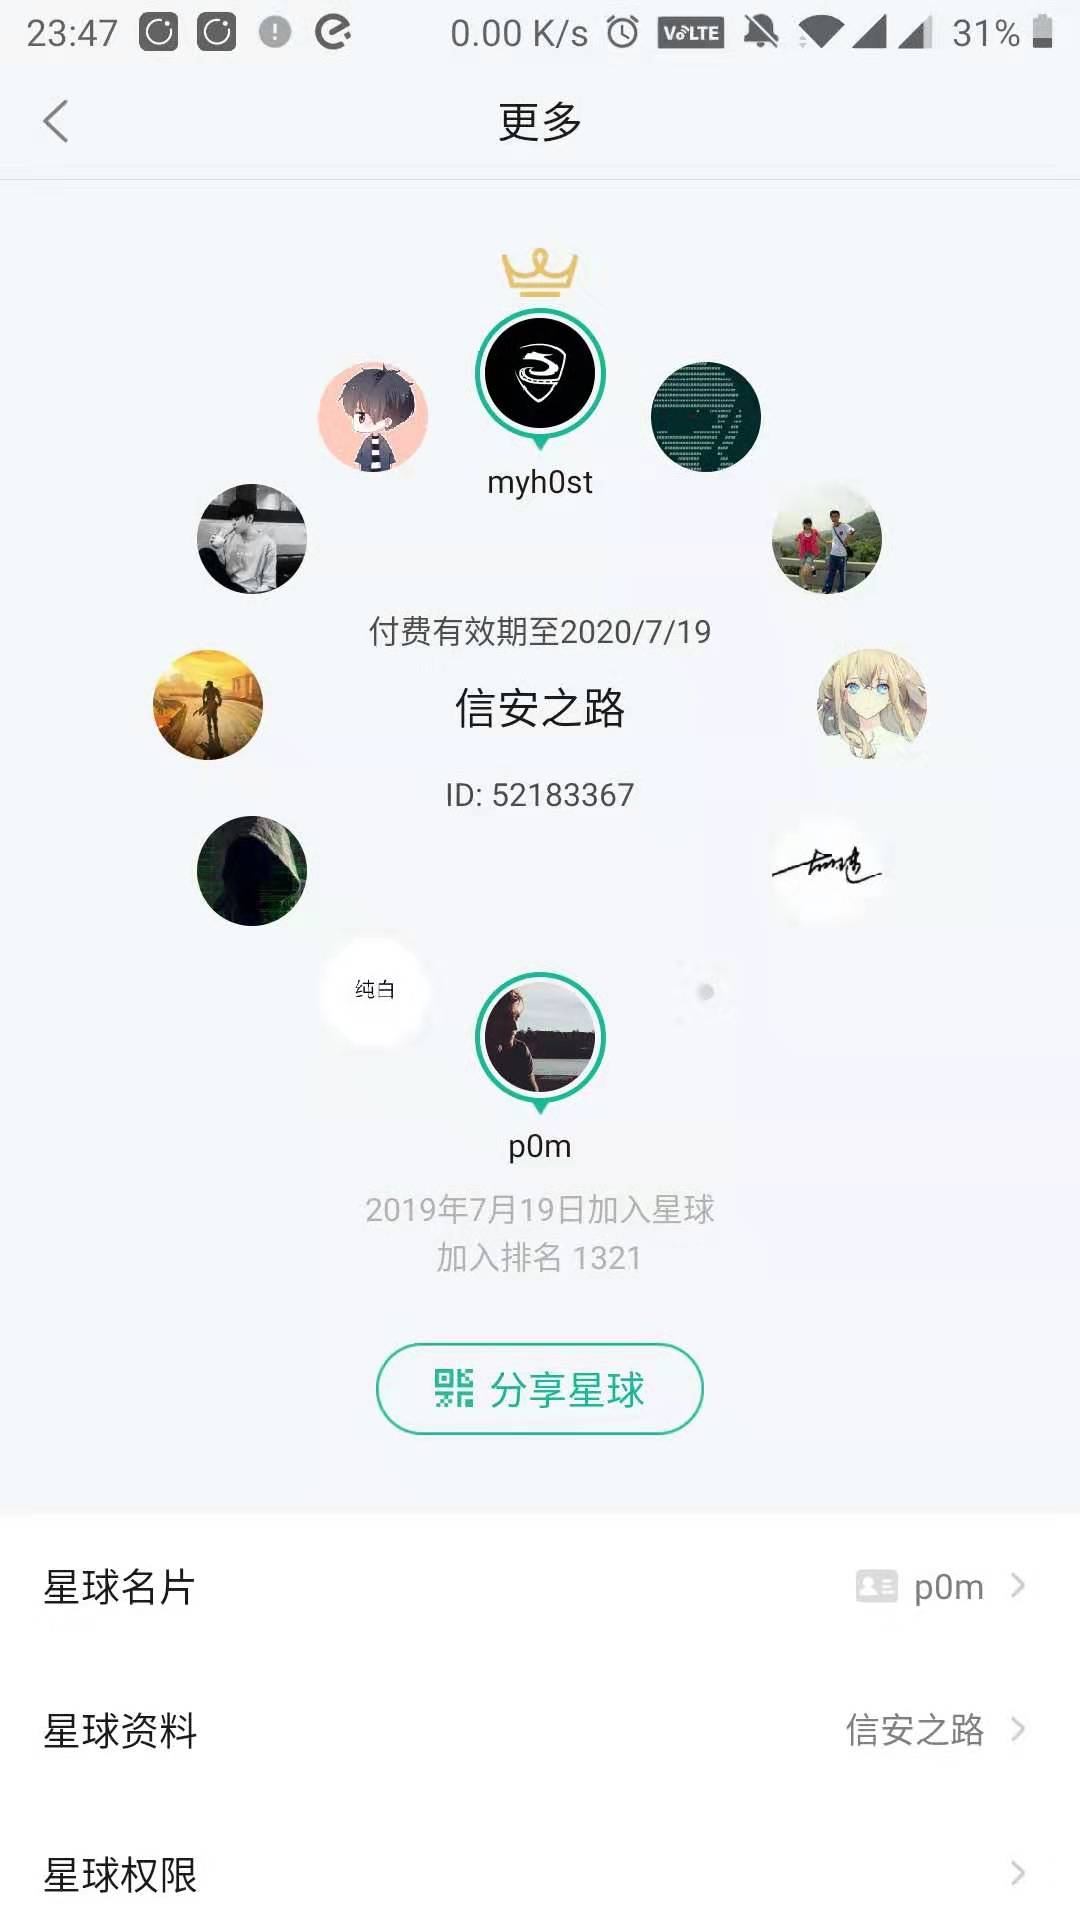 23:47
0.00 K/s
VoLTE
31%
更多
myh0st
付费有效期至2020/7/19
信安之路
ID: 52183367
纯白
p0m
2019年7月19日加入星球
加入排名 1321
分享星球
星球名片
p0m
星球资料
信安之路
星球权限